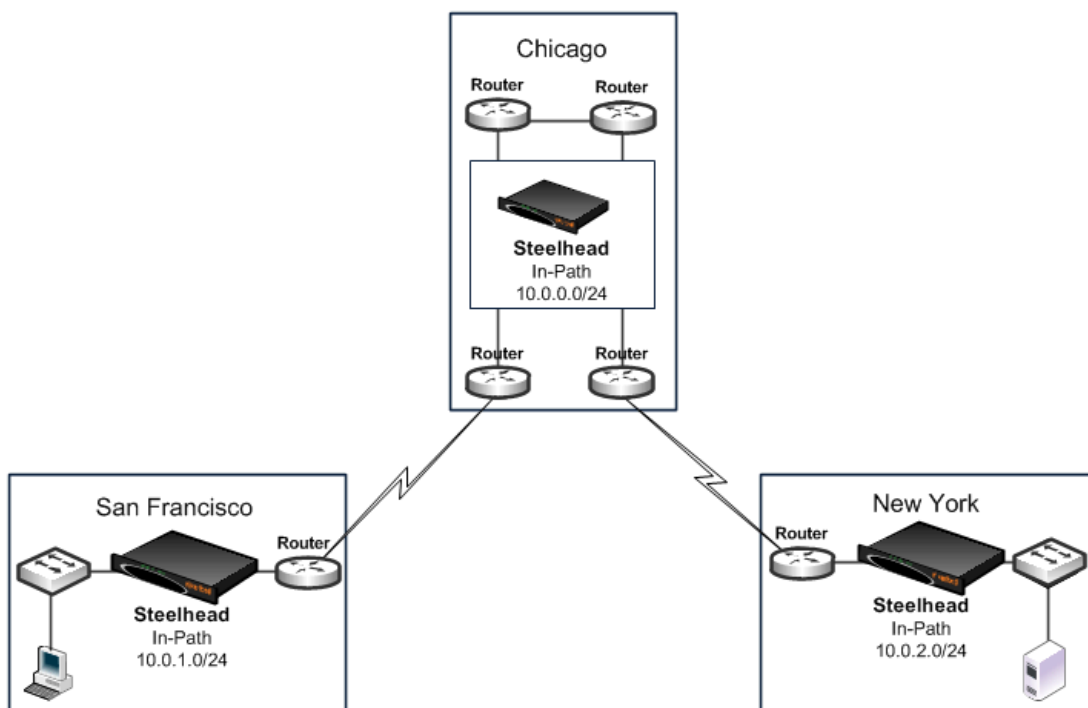 Chicago
Router
Router
Steelhead
In-Path
10.0.0.0/24
Router
Router
San Francisco
Router
Steelhead
In-Path
10.0.1.0/24
New York
Router
Steelhead
In-Path
10.0.2.0/24